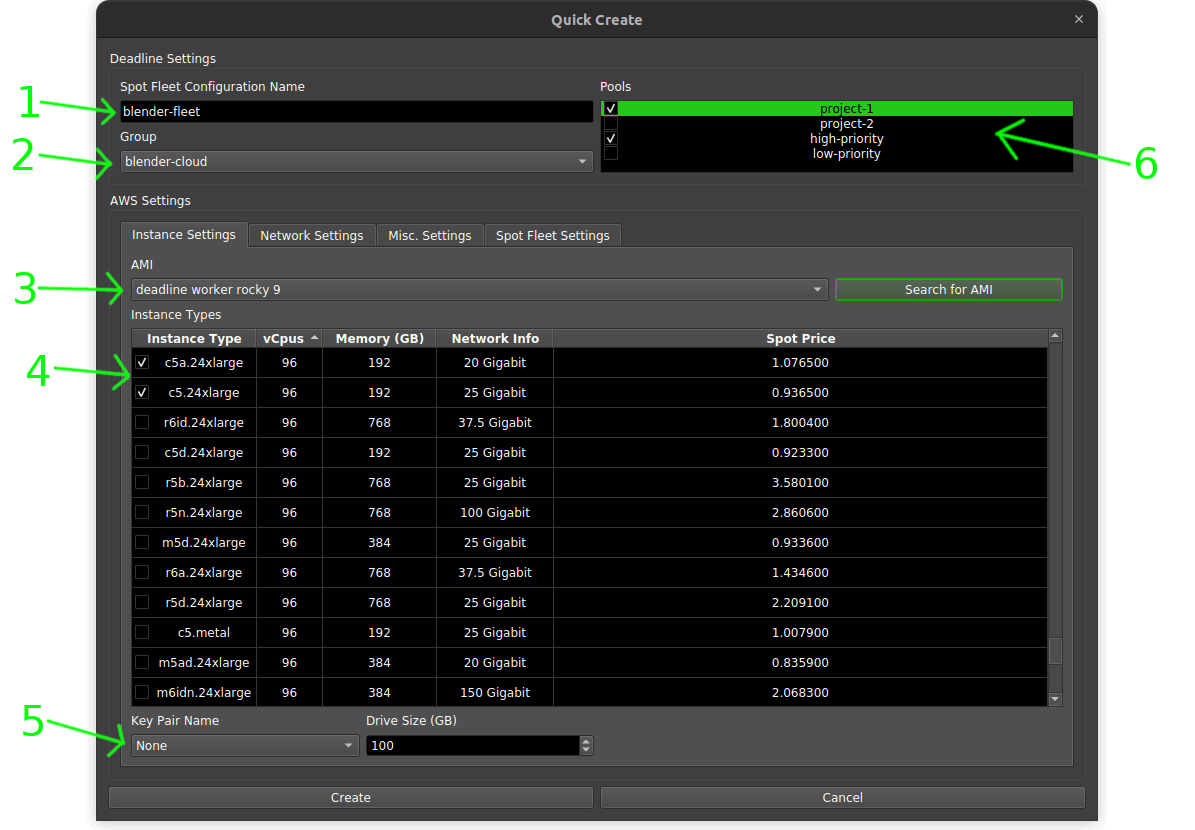 Quick Create
Deadline Settings
Spot Fleet Configuration Name
Pools
1
blender-fleet
project-1
project-2
high-priority
low-priority
6
Group
2
blender-cloud
AWS Settings
Instance Settings Network Settings Misc. Settings Spot Fleet Settings
AMI
3
deadline worker rocky 9 Search for AMI
Instance Types
Instance Type vCpus Memory (GB) Network Info Spot Price
4
c5a.24xlarge 96 192 20 Gigabit 1.076500
c5.24xlarge 96 192 25 Gigabit 0.936500
r6id.24xlarge 96 768 37.5 Gigabit 1.800400
c5d.24xlarge 96 192 25 Gigabit 0.923300
r5b.24xlarge 96 768 25 Gigabit 3.580100
r5n.24xlarge 96 768 100 Gigabit 2.860600
m5d.24xlarge 96 384 25 Gigabit 0.933600
r6a.24xlarge 96 768 37.5 Gigabit 1.434600
r5d.24xlarge 96 768 25 Gigabit 2.209100
c5.metal 96 192 25 Gigabit 1.007900
m5ad.24xlarge 96 384 20 Gigabit 0.835900
m6idn.24xlarge 96 384 150 Gigabit 2.068300
5
Key Pair Name Drive Size (GB)
None 100
Create Cancel